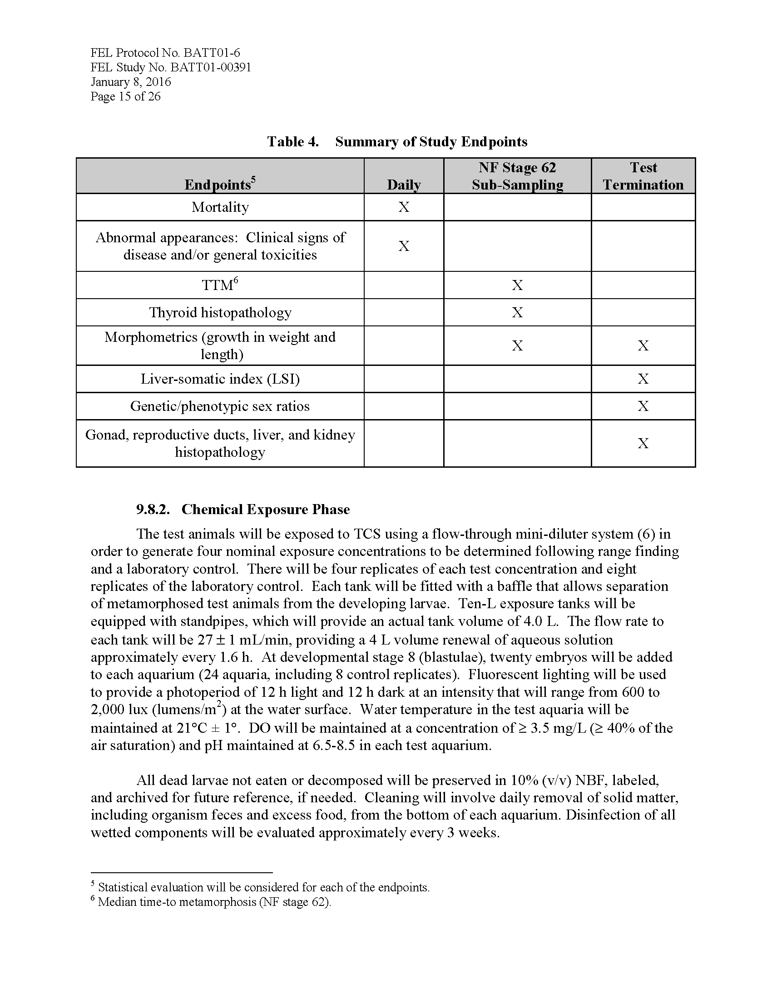 FEL Protocol No. BATT01-6
FEL Study No. BATT01-00391
January 8, 2016
Page 15 of 26
Table 4. Summary of Study Endpoints
Endpoints5 Daily NF Stage 62 Sub-Sampling Test Termination
Mortality X
Abnormal appearances: Clinical signs of
disease and/or general toxicities X
TTM6 X
Thyroid histopathology X
Morphometrics (growth in weight and
length) X X
Liver-somatic index (LSI) X
Genetic/phenotypic sex ratios X
Gonad, reproductive ducts, liver, and kidney
histopathology X
9.8.2. Chemical Exposure Phase
The test animals will be exposed to TCS using a flow-through mini-diluter system (6) in
order to generate four nominal exposure concentrations to be determined following range finding
and a laboratory control. There will be four replicates of each test concentration and eight
replicates of the laboratory control. Each tank will be fitted with a baffle that allows separation
of metamorphosed test animals from the developing larvae. Ten-L exposure tanks will be
equipped with standpipes, which will provide an actual tank volume of 4.0 L. The flow rate to
each tank will be 27 ± 1 mL/min, providing a 4 L volume renewal of aqueous solution
approximately every 1.6 h. At developmental stage 8 (blastulae), twenty embryos will be added
to each aquarium (24 aquaria, including 8 control replicates). Fluorescent lighting will be used
to provide a photoperiod of 12 h light and 12 h dark at an intensity that will range from 600 to
2,000 lux (lumens/m2) at the water surface. Water temperature in the test aquaria will be
maintained at 21°C ± 1°. DO will be maintained at a concentration of ≥ 3.5 mg/L (≥ 40% of the
air saturation) and pH maintained at 6.5-8.5 in each test aquarium.
All dead larvae not eaten or decomposed will be preserved in 10% (v/v) NBF, labeled,
and archived for future reference, if needed. Cleaning will involve daily removal of solid matter,
including organism feces and excess food, from the bottom of each aquarium. Disinfection of all
wetted components will be evaluated approximately every 3 weeks.
5 Statistical evaluation will be considered for each of the endpoints.
6 Median time-to metamorphosis (NF stage 62).